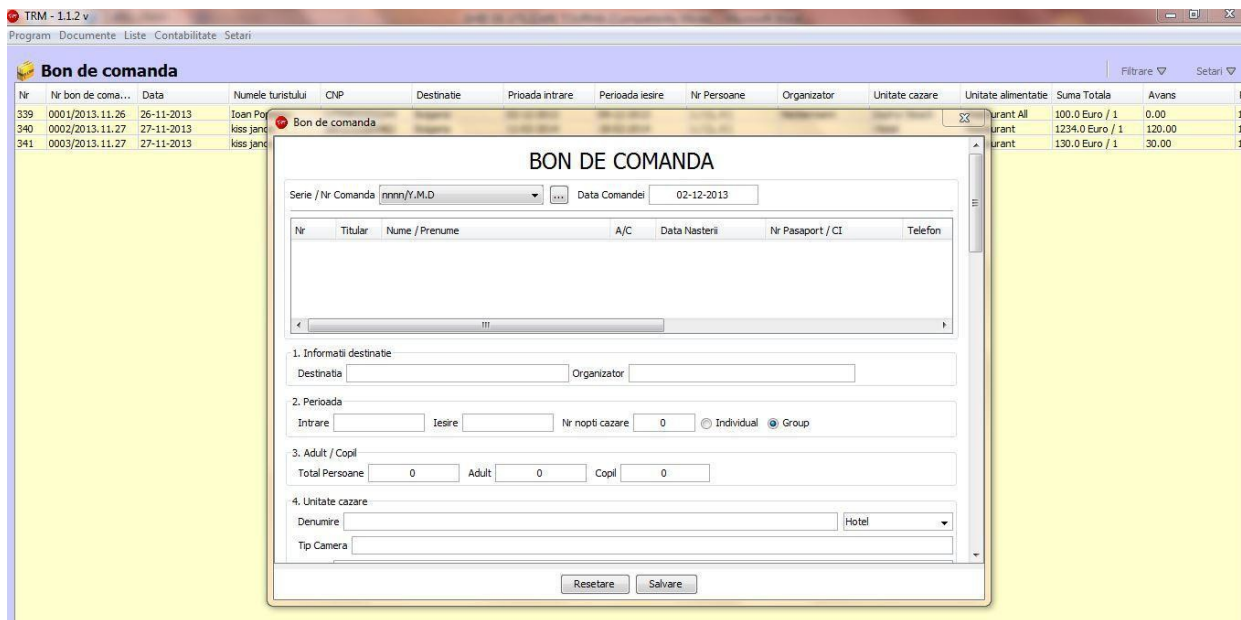 TRM - 1.1.2 v
Program Documente Liste Contabilitate Setari
Bon de comanda
Filtrare Setari
Nr Nr bon de coma... Data Numele turistului CNP Destinatie Prioada intrare Perioada iesire Nr Persoane Organizator Unitate cazare Unitate alimentatie Suma Totala Avans
339 0001/2013.11.26 26-11-2013 Ioan Pop urant All 100.0 Euro / 1 0.00 1
340 0002/2013.11.27 27-11-2013 kiss jano urant 1234.0 Euro / 1 120.00 1
341 0003/2013.11.27 27-11-2013 kiss jano urant 130.0 Euro / 1 30.00 1
Bon de comanda
BON DE COMANDA
Serie / Nr Comanda nnnn/Y.M.D ... Data Comandei 02-12-2013
Nr Titular Nume / Prenume A/C Data Nasterii Nr Pasaport / CI Telefon
1. Informatii destinatie
Destinatia Organizator
2. Perioada
Intrare Iesire Nr nopti cazare 0 Individual Group
3. Adult / Copil
Total Persoane 0 Adult 0 Copil 0
4. Unitate cazare
Denumire Hotel
Tip Camera
Resetare Salvare